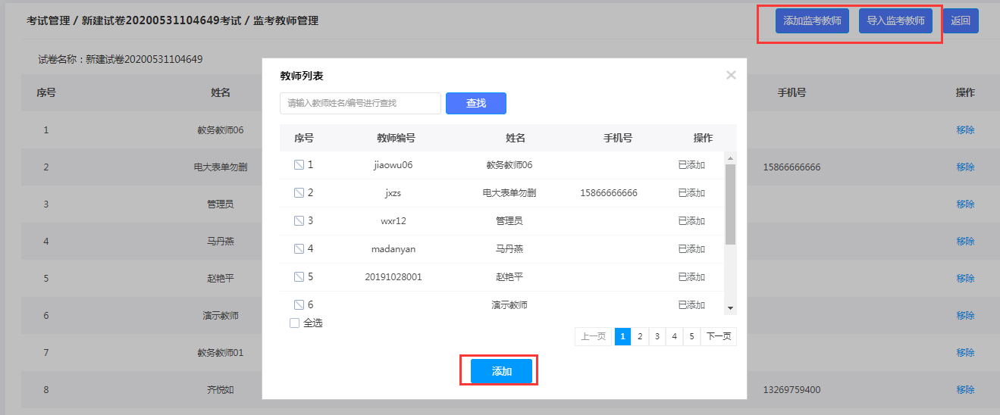 考试管理 / 新建试卷20200531104649考试 / 监考教师管理 添加监考教师 导入监考教师 返回
试卷名称：新建试卷20200531104649
序号 姓名 手机号 操作
1 教务教师06 移除
2 电大表单勿删 15866666666 移除
3 管理员 移除
4 马丹燕 移除
5 赵艳平 移除
6 演示教师 移除
7 教务教师01 移除
8 齐悦如 13269759400 移除
教师列表 ×
请输入教师姓名/编号进行查找 查找
序号 教师编号 姓名 手机号 操作
1 jiaowu06 教务教师06 已添加
2 jxzs 电大表单勿删 15866666666 已添加
3 wxr12 管理员 已添加
4 madanyan 马丹燕 已添加
5 20191028001 赵艳平 已添加
6 演示教师 已添加
全选
上一页 1 2 3 4 5 下一页
添加